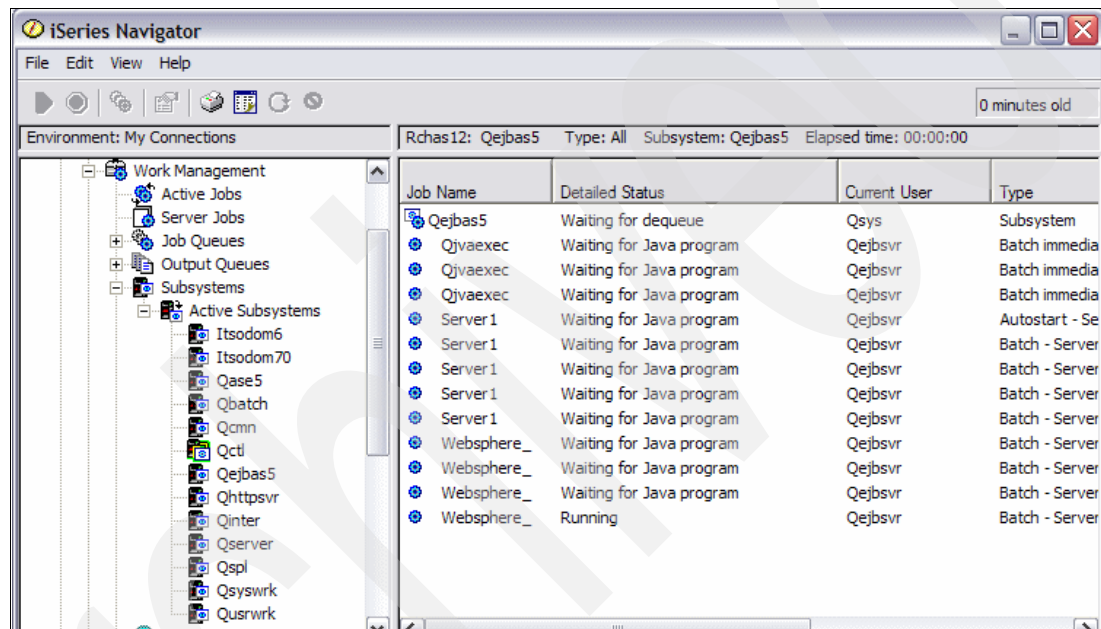 iSeries Navigator
File Edit View Help
0 minutes old
Environment: My Connections
Rchas12: Qejbas5 Type: All Subsystem: Qejbas5 Elapsed time: 00:00:00
Work Management
Active Jobs
Server Jobs
Job Queues
Output Queues
Subsystems
Active Subsystems
Itsodom6
Itsodom70
Qase5
Qbatch
Qcmn
Qctl
Qejbas5
Qhttpsvr
Qinter
Qserver
Qspl
Qsyswrk
Qusrwrk
Job Name Detailed Status Current User Type
Qejbas5 Waiting for dequeue Qsys Subsystem
Qjvaexec Waiting for Java program Qejbsvr Batch immedia
Qjvaexec Waiting for Java program Qejbsvr Batch immedia
Qjvaexec Waiting for Java program Qejbsvr Batch immedia
Server1 Waiting for Java program Qejbsvr Autostart - Se
Server1 Waiting for Java program Qejbsvr Batch - Server
Server1 Waiting for Java program Qejbsvr Batch - Server
Server1 Waiting for Java program Qejbsvr Batch - Server
Server1 Waiting for Java program Qejbsvr Batch - Server
Websphere_ Waiting for Java program Qejbsvr Batch - Server
Websphere_ Waiting for Java program Qejbsvr Batch - Server
Websphere_ Waiting for Java program Qejbsvr Batch - Server
Websphere_ Running Qejbsvr Batch - Server